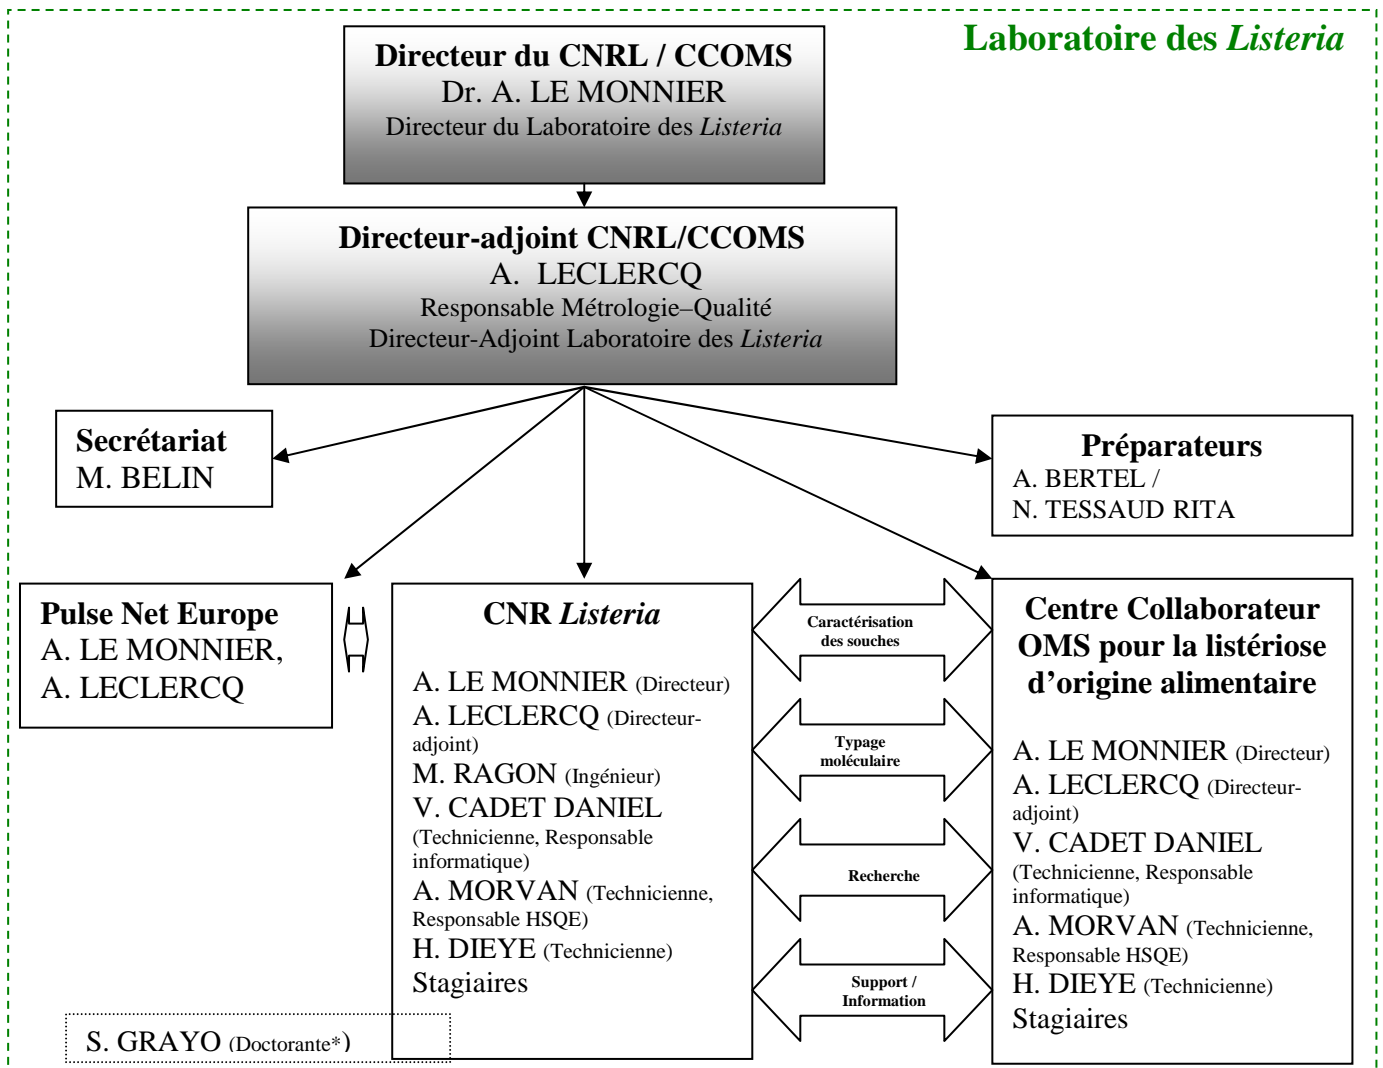 Laboratoire des Listeria
Directeur du CNRL / CCOMS
Dr. A. LE MONNIER
Directeur du Laboratoire des Listeria
Directeur-adjoint CNRL/CCOMS
A. LECLERCQ
Responsable Métrologie–Qualité
Directeur-Adjoint Laboratoire des Listeria
Secrétariat
M. BELIN
Préparateurs
A. BERTEL /
N. TESSAUD RITA
Pulse Net Europe
A. LE MONNIER,
A. LECLERCQ
CNR Listeria
A. LE MONNIER (Directeur)
A. LECLERCQ (Directeur-
adjoint)
M. RAGON (Ingénieur)
V. CADET DANIEL
(Technicienne, Responsable
informatique)
A. MORVAN (Technicienne,
Responsable HSQE)
H. DIEYE (Technicienne)
Stagiaires
S. GRAYO (Doctorante*)
Caractérisation
des souches
Typage
moléculaire
Recherche
Support /
Information
Centre Collaborateur
OMS pour la listériose
d’origine alimentaire
A. LE MONNIER (Directeur)
A. LECLERCQ (Directeur-
adjoint)
V. CADET DANIEL
(Technicienne, Responsable
informatique)
A. MORVAN (Technicienne,
Responsable HSQE)
H. DIEYE (Technicienne)
Stagiaires